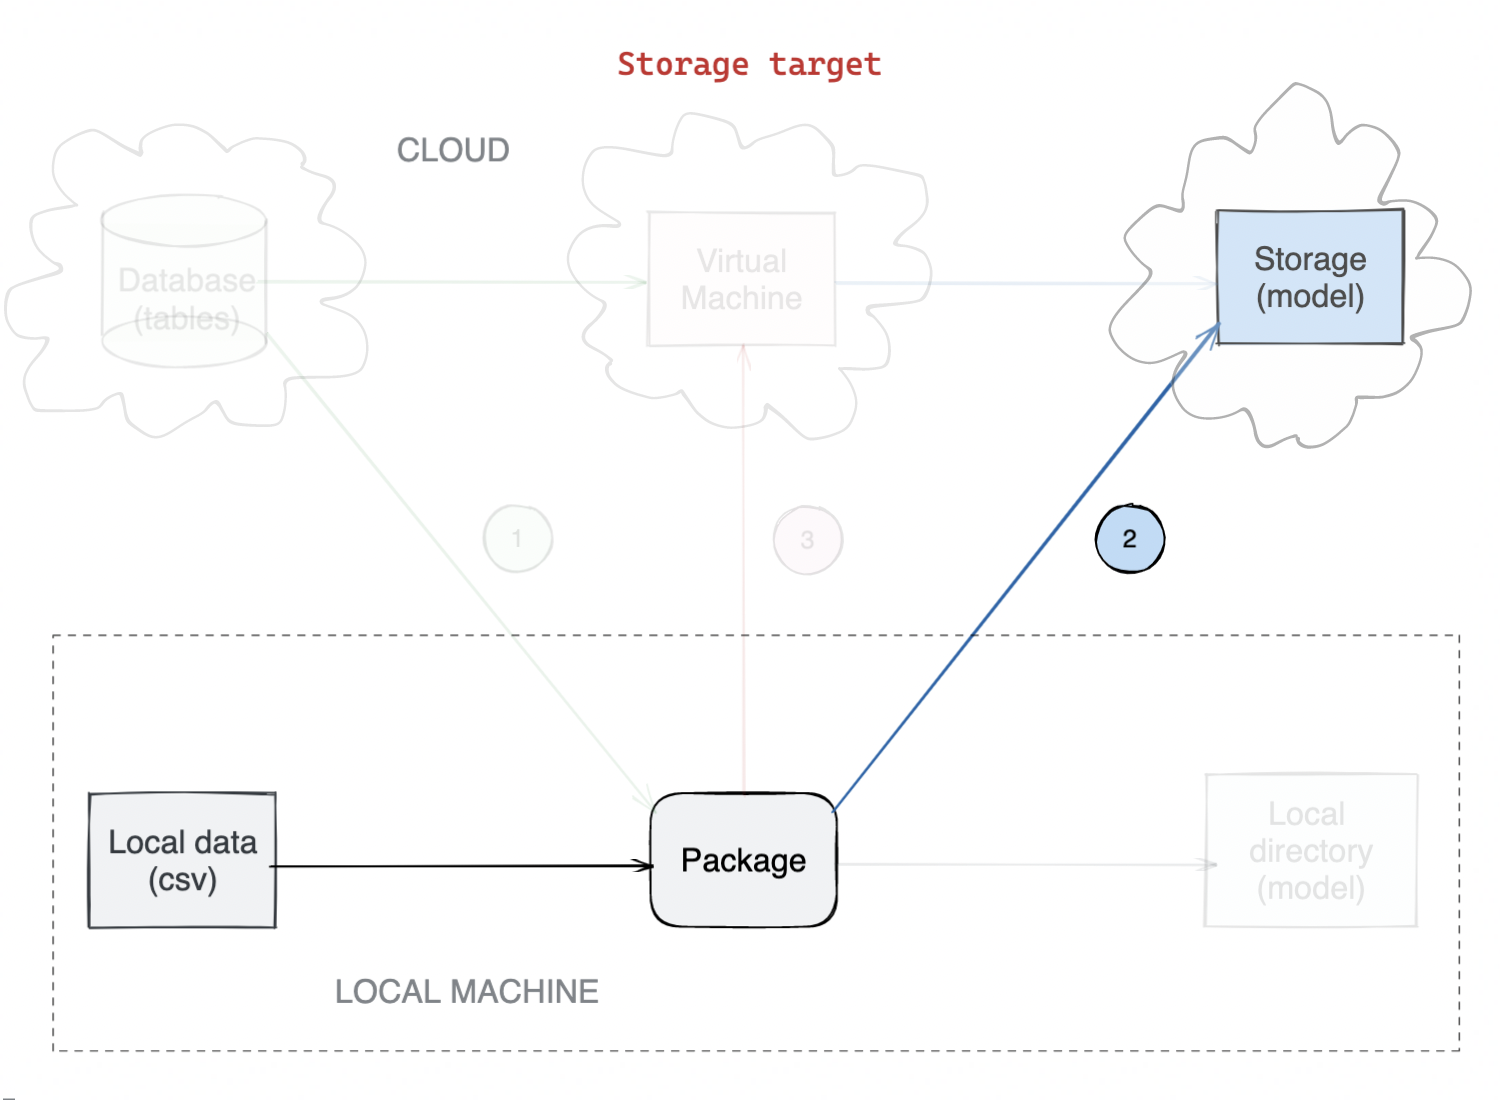 Storage target
CLOUD
Database
(tables)
Virtual
Machine
Storage
(model)
1
3
2
Local data
(csv)
Package
Local
directory
(model)
LOCAL MACHINE